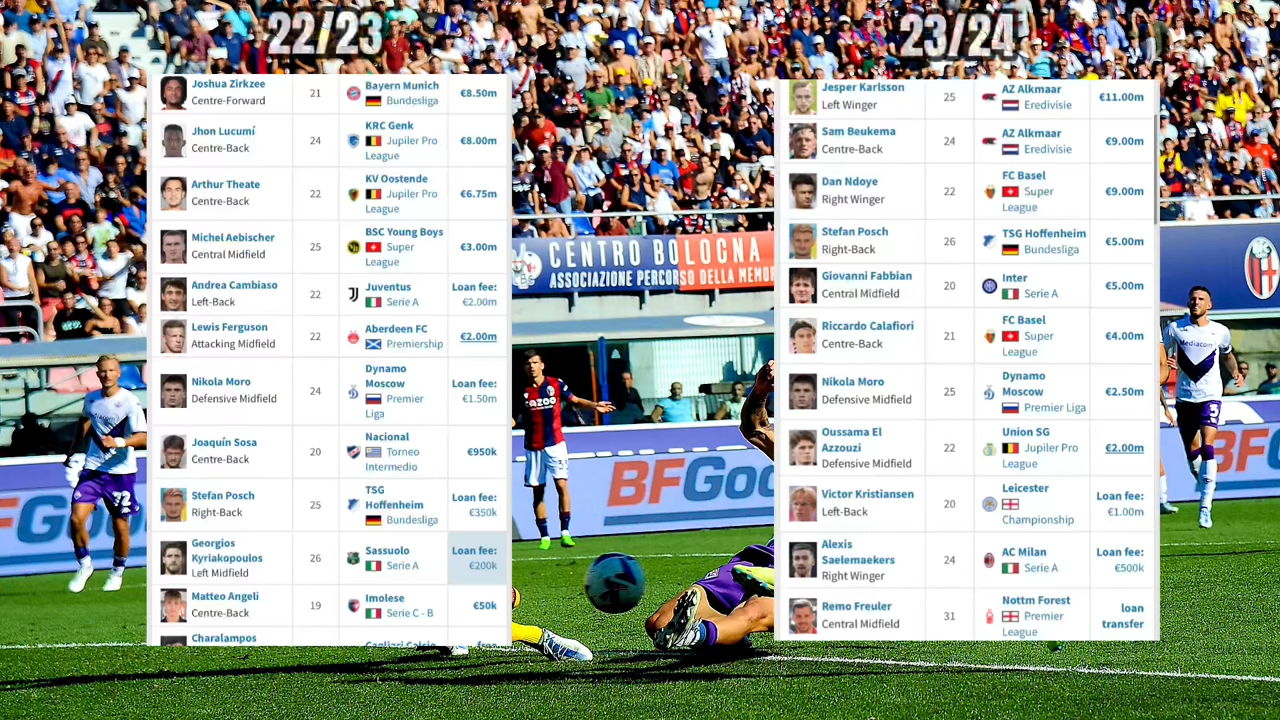 22/23
Joshua Zirkzee
Centre-Forward
21
Bayern Munich
Bundesliga
€8.50m
Jhon Lucumí
Centre-Back
24
KRC Genk
Jupiler Pro
League
€8.00m
Arthur Theate
Centre-Back
22
KV Oostende
Jupiler Pro
League
€6.75m
Michel Aebischer
Central Midfield
25
BSC Young Boys
Super
League
€3.00m
Andrea Cambiaso
Left-Back
22
Juventus
Serie A
Loan fee:
€2.00m
Lewis Ferguson
Attacking Midfield
22
Aberdeen FC
Premiership
€2.00m
Nikola Moro
Defensive Midfield
24
Dynamo
Moscow
Premier
Liga
Loan fee:
€1.50m
Joaquín Sosa
Centre-Back
20
Nacional
Torneo
Intermedio
€950k
Stefan Posch
Right-Back
25
TSG
Hoffenheim
Bundesliga
Loan fee:
€350k
Georgios
Kyriakopoulos
Left Midfield
26
Sassuolo
Serie A
Loan fee:
€200k
Matteo Angeli
Centre-Back
19
Imolese
Serie C - B
€50k
Charalampos
Cagliari Calcio
23/24
Jesper Karlsson
Left Winger
25
AZ Alkmaar
Eredivisie
€11.00m
Sam Beukema
Centre-Back
24
AZ Alkmaar
Eredivisie
€9.00m
Dan Ndoye
Right Winger
22
FC Basel
Super
League
€9.00m
Stefan Posch
Right-Back
26
TSG Hoffenheim
Bundesliga
€5.00m
Giovanni Fabbian
Central Midfield
20
Inter
Serie A
€5.00m
Riccardo Calafiori
Centre-Back
21
FC Basel
Super
League
€4.00m
Nikola Moro
Defensive Midfield
25
Dynamo
Moscow
Premier Liga
€2.50m
Oussama El
Azzouzi
Defensive Midfield
22
Union SG
Jupiler Pro
League
€2.00m
Victor Kristiansen
Left-Back
20
Leicester
Championship
Loan fee:
€1.00m
Alexis
Saelemaekers
Right Winger
24
AC Milan
Serie A
Loan fee:
€500k
Remo Freuler
Central Midfield
31
Nottm Forest
Premier
League
loan
transfer
CENTRO BOLOGNA
ASSOCIAZIONE PERCORSO DELLA MEMOR
CAZOO
Mediacom
BFGoo